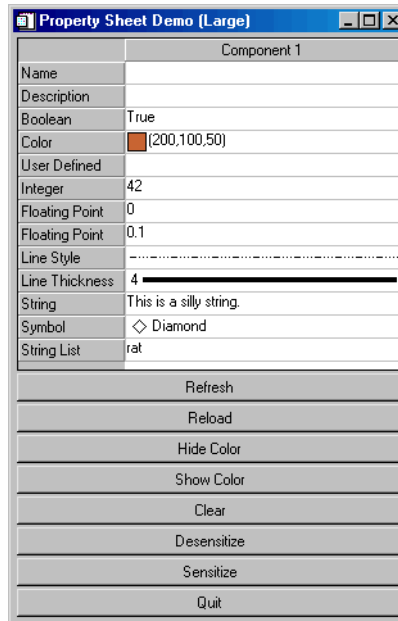 Property Sheet Demo (Large)
Component 1
Name
Description
Boolean True
Color (200,100,50)
User Defined
Integer 42
Floating Point 0
Floating Point 0.1
Line Style
Line Thickness 4
String This is a silly string.
Symbol Diamond
String List rat
Refresh
Reload
Hide Color
Show Color
Clear
Desensitize
Sensitize
Quit